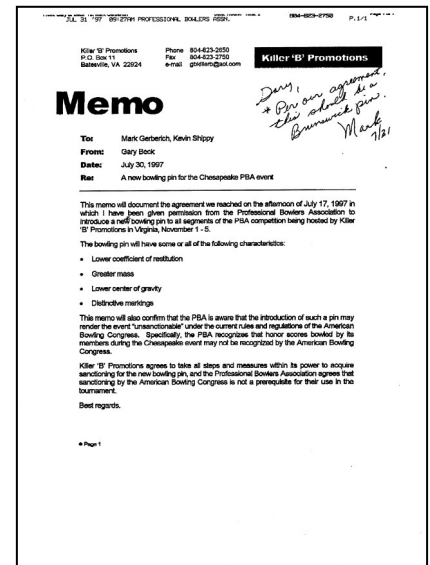 JUL 31 '97 09:27AM PROFESSIONAL BOWLERS ASSN.
804-823-2750
P.1/1
Killer 'B' Promotions
P.O. Box 11
Batesville, VA 22924
Phone 804-823-2650
Fax 804-823-2750
e-mail gbkillerb@aol.com
Killer 'B' Promotions
Gary,
* Per our agreement,
this should be a
Brunswick pin.
Mark
7/31
Memo
To: Mark Gerberich, Kevin Shippy
From: Gary Beck
Date: July 30, 1997
Re: A new bowling pin for the Chesapeake PBA event
This memo will document the agreement we reached on the afternoon of July 17, 1997 in
which I have been given permission from the Professional Bowlers Association to
introduce a new bowling pin to all segments of the PBA competition being hosted by Killer
'B' Promotions in Virginia, November 1 - 5.
The bowling pin will have some or all of the following characteristics:
• Lower coefficient of restitution
• Greater mass
• Lower center of gravity
• Distinctive markings
This memo will also confirm that the PBA is aware that the introduction of such a pin may
render the event "unsanctionable" under the current rules and regulations of the American
Bowling Congress. Specifically, the PBA recognizes that honor scores bowled by its
members during the Chesapeake event may not be recognized by the American Bowling
Congress.
Killer 'B' Promotions agrees to take all steps and measures within its power to acquire
sanctioning for the new bowling pin, and the Professional Bowlers Association agrees that
sanctioning by the American Bowling Congress is not a prerequisite for their use in the
tournament.
Best regards.
• Page 1